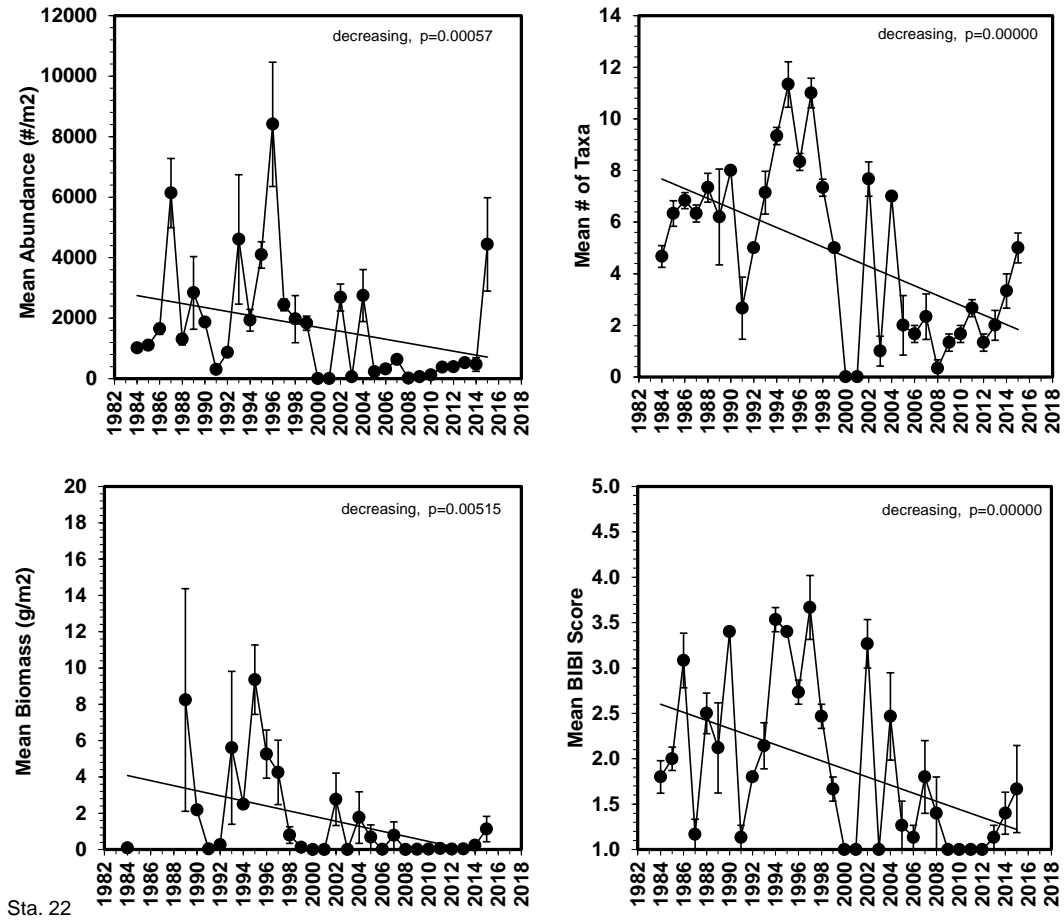 12000
10000
8000
6000
4000
2000
0
Mean Abundance (#/m2)
decreasing, p=0.00057
1982 1984 1986 1988 1990 1992 1994 1996 1998 2000 2002 2004 2006 2008 2010 2012 2014 2016 2018
14
12
10
8
6
4
2
0
Mean # of Taxa
decreasing, p=0.00000
1982 1984 1986 1988 1990 1992 1994 1996 1998 2000 2002 2004 2006 2008 2010 2012 2014 2016 2018
20
18
16
14
12
10
8
6
4
2
0
Mean Biomass (g/m2)
decreasing, p=0.00515
1982 1984 1986 1988 1990 1992 1994 1996 1998 2000 2002 2004 2006 2008 2010 2012 2014 2016 2018
5.0
4.5
4.0
3.5
3.0
2.5
2.0
1.5
1.0
Mean BIBI Score
decreasing, p=0.00000
1982 1984 1986 1988 1990 1992 1994 1996 1998 2000 2002 2004 2006 2008 2010 2012 2014 2016 2018
Sta. 22